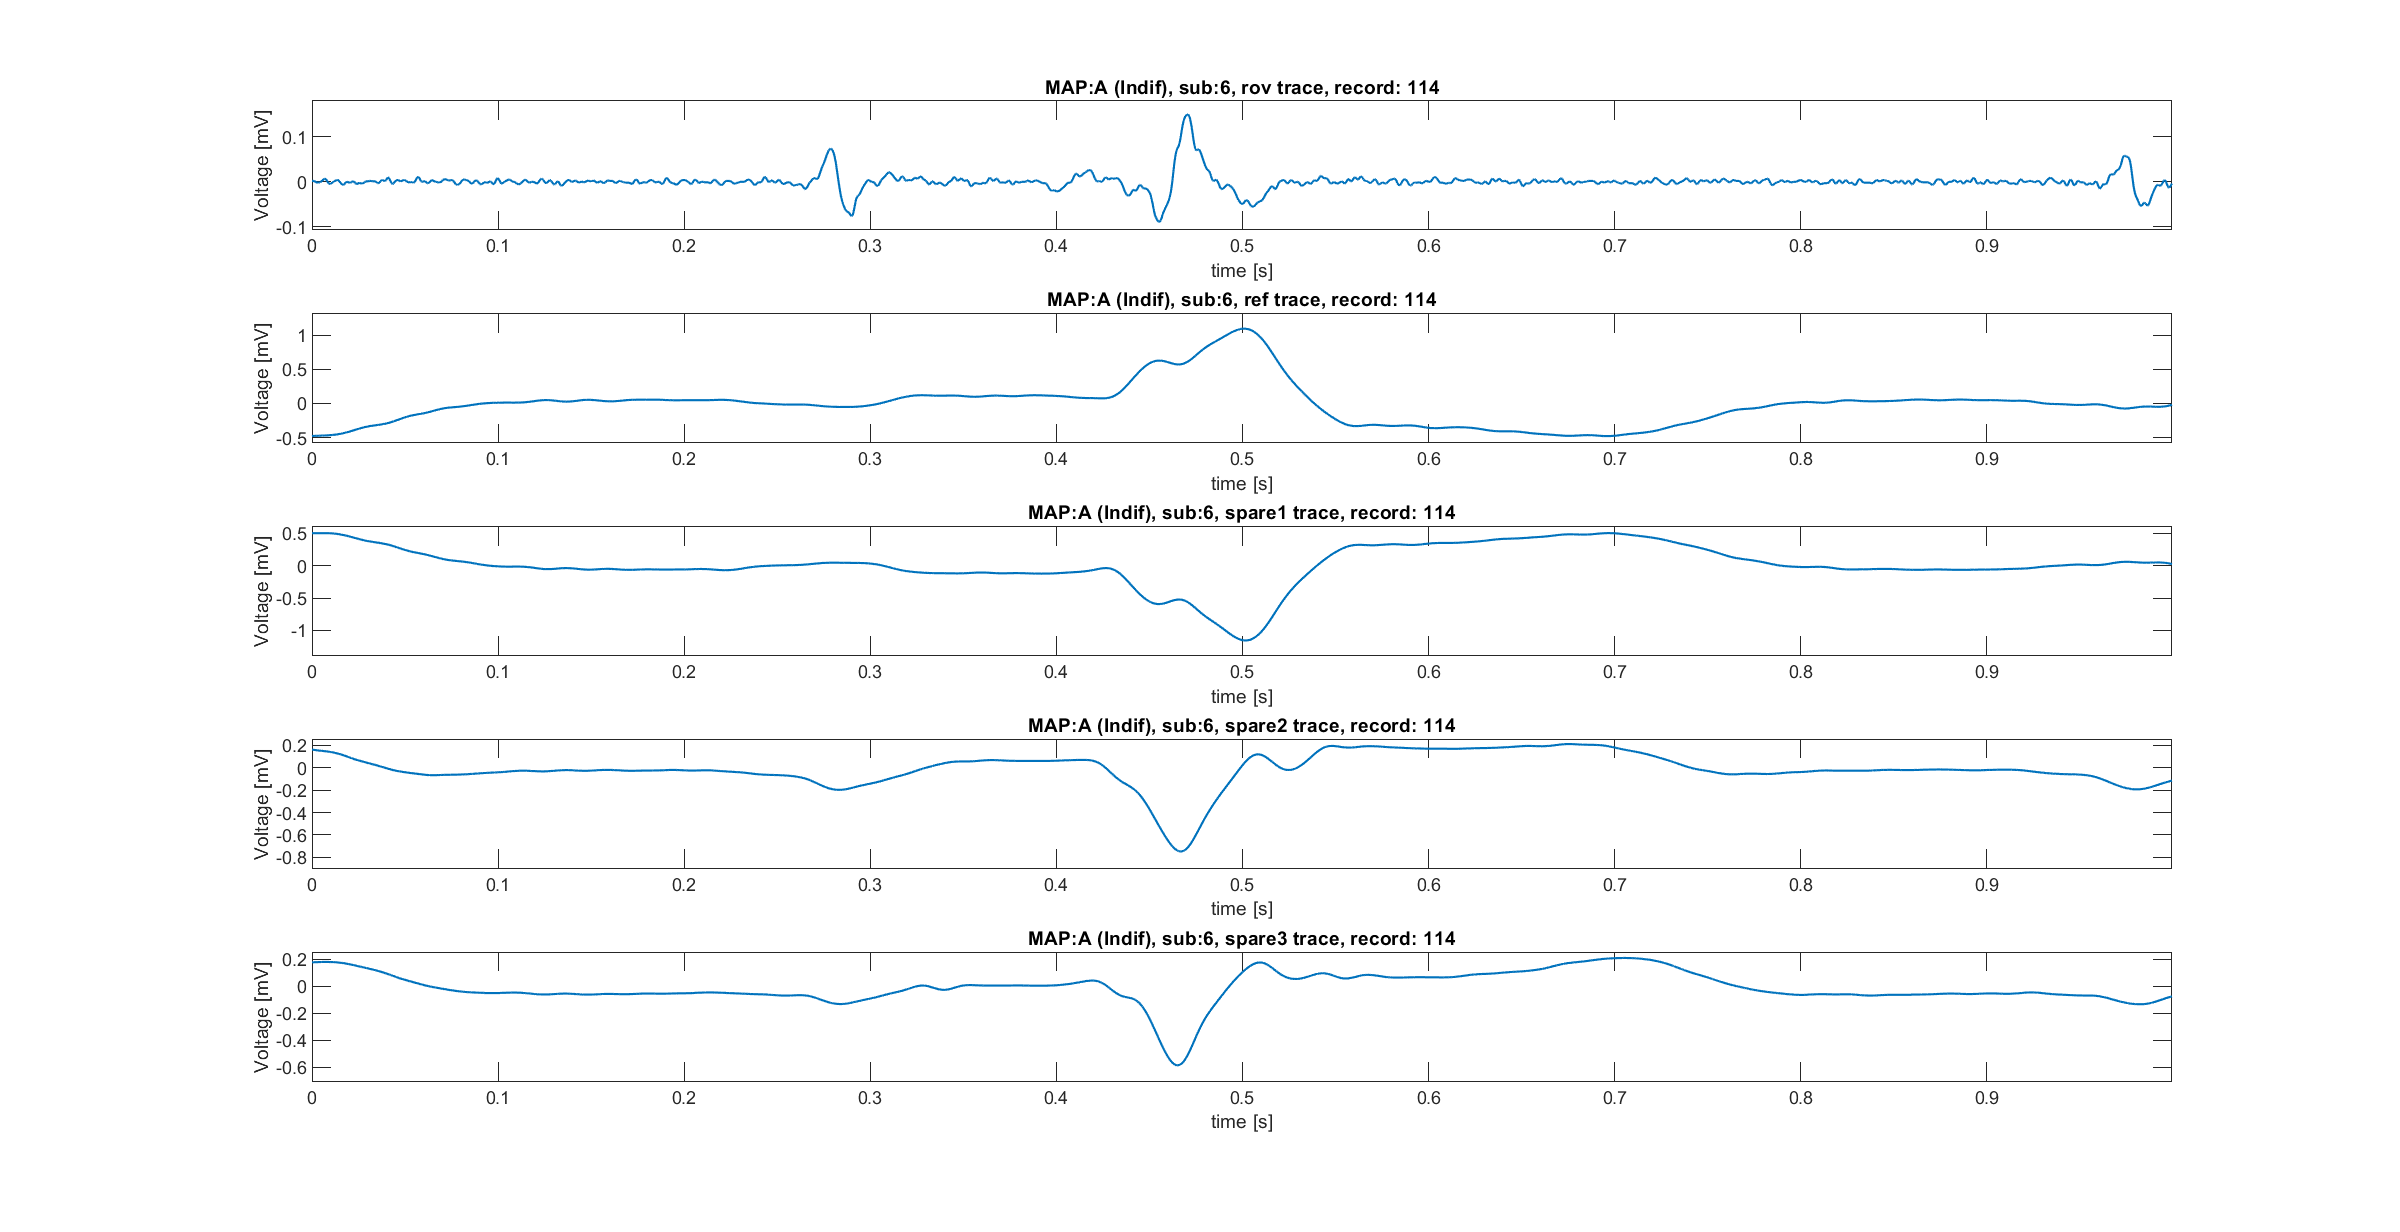 MAP:A (Indif), sub:6, rov trace, record: 114
Voltage [mV]
0.1
0
-0.1
0 0.1 0.2 0.3 0.4 0.5 0.6 0.7 0.8 0.9
time [s]
MAP:A (Indif), sub:6, ref trace, record: 114
Voltage [mV]
1
0.5
0
-0.5
0 0.1 0.2 0.3 0.4 0.5 0.6 0.7 0.8 0.9
time [s]
MAP:A (Indif), sub:6, spare1 trace, record: 114
Voltage [mV]
0.5
0
-0.5
-1
0 0.1 0.2 0.3 0.4 0.5 0.6 0.7 0.8 0.9
time [s]
MAP:A (Indif), sub:6, spare2 trace, record: 114
Voltage [mV]
0.2
0
-0.2
-0.4
-0.6
-0.8
0 0.1 0.2 0.3 0.4 0.5 0.6 0.7 0.8 0.9
time [s]
MAP:A (Indif), sub:6, spare3 trace, record: 114
Voltage [mV]
0.2
0
-0.2
-0.4
-0.6
0 0.1 0.2 0.3 0.4 0.5 0.6 0.7 0.8 0.9
time [s]